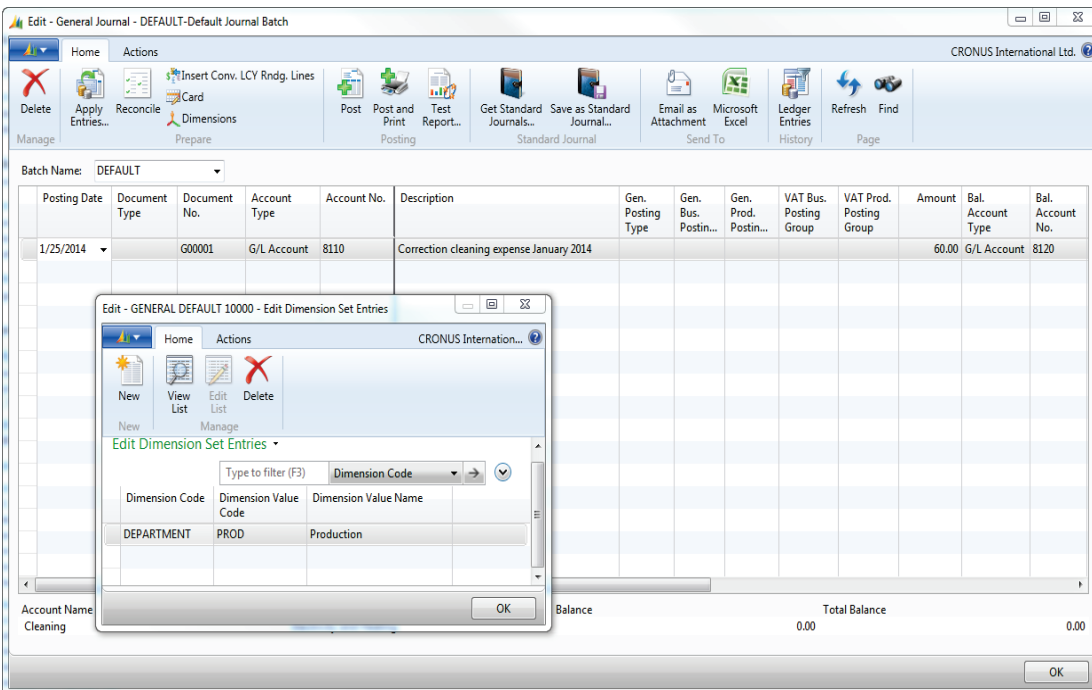 Edit - General Journal - DEFAULT-Default Journal Batch
Home Actions CRONUS International Ltd.
Delete
Apply Entries...
Reconcile
Insert Conv. LCY Rndg. Lines
Card
Dimensions
Post
Post and Print
Test Report...
Get Standard Journals...
Save as Standard Journal...
Email as Attachment
Microsoft Excel
Ledger Entries
Refresh
Find
Manage Prepare Posting Standard Journal Send To History Page
Batch Name: DEFAULT
Posting Date
Document Type
Document No.
Account Type
Account No.
Description
Gen. Posting Type
Gen. Bus. Postin...
Gen. Prod. Postin...
VAT Bus. Posting Group
VAT Prod. Posting Group
Amount
Bal. Account Type
Bal. Account No.
1/25/2014 G00001 G/L Account 8110 Correction cleaning expense January 2014 60.00 G/L Account 8120
Edit - GENERAL DEFAULT 10000 - Edit Dimension Set Entries
Home Actions CRONUS Internation...
New
View List
Edit List
Delete
New Manage
Edit Dimension Set Entries
Type to filter (F3) Dimension Code
Dimension Code
Dimension Value Code
Dimension Value Name
DEPARTMENT PROD Production
OK
Account Name Balance Total Balance
Cleaning 0.00 0.00
OK